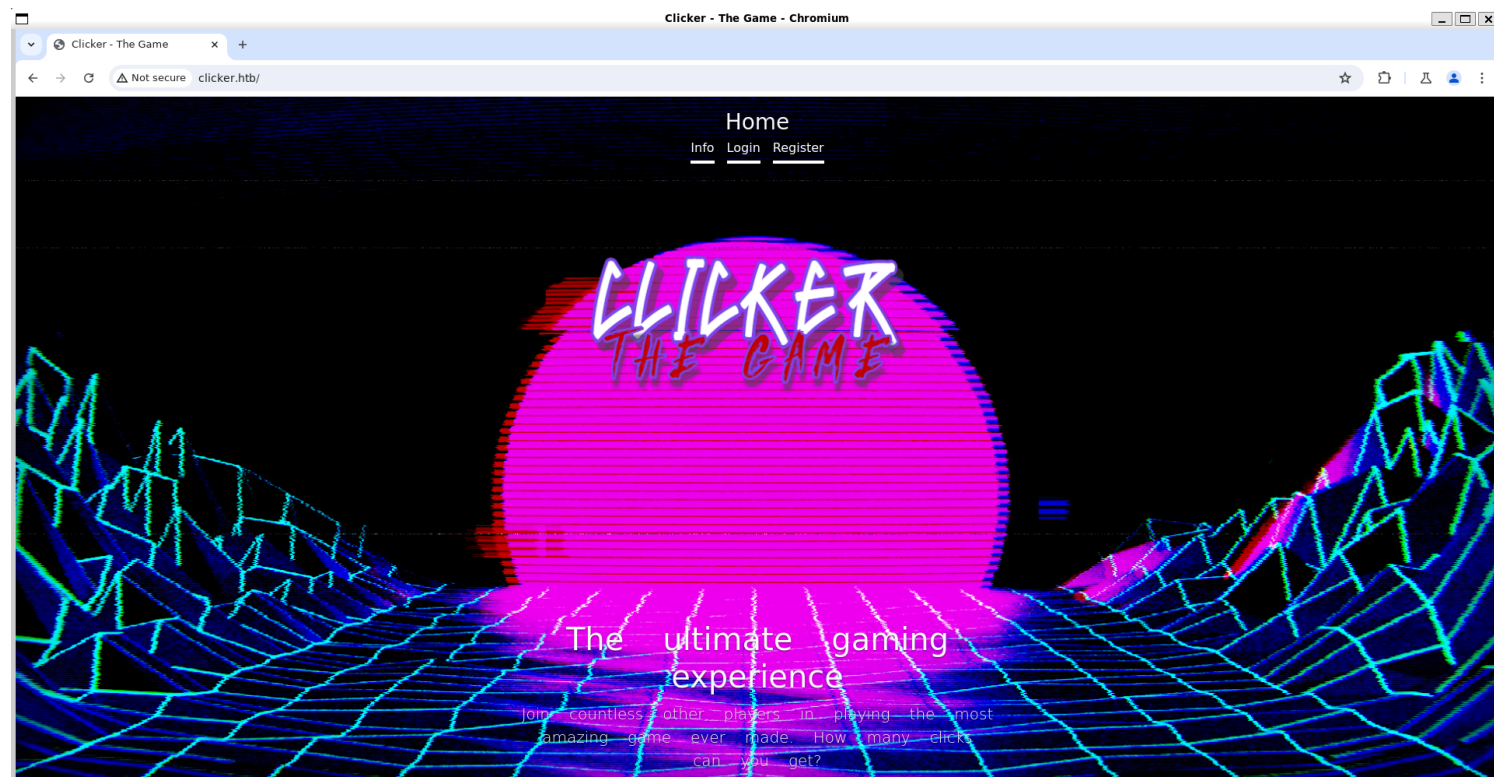 Clicker - The Game - Chromium
Clicker - The Game
Not secure clicker.htb/
Home
Info Login Register
CLICKER
THE GAME
The ultimate gaming
experience
Join countless other players in playing the most
amazing game ever made. How many clicks
can you get?